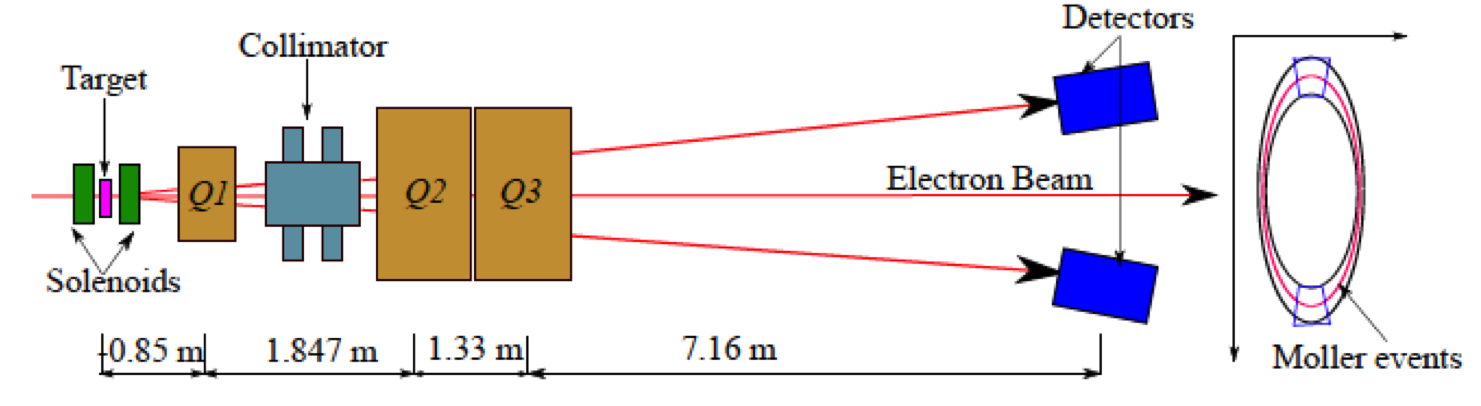 Detectors
Collimator
Target
Q1
Q2
Q3
Electron Beam
Solenoids
-0.85 m
1.847 m
1.33 m
7.16 m
Moller events